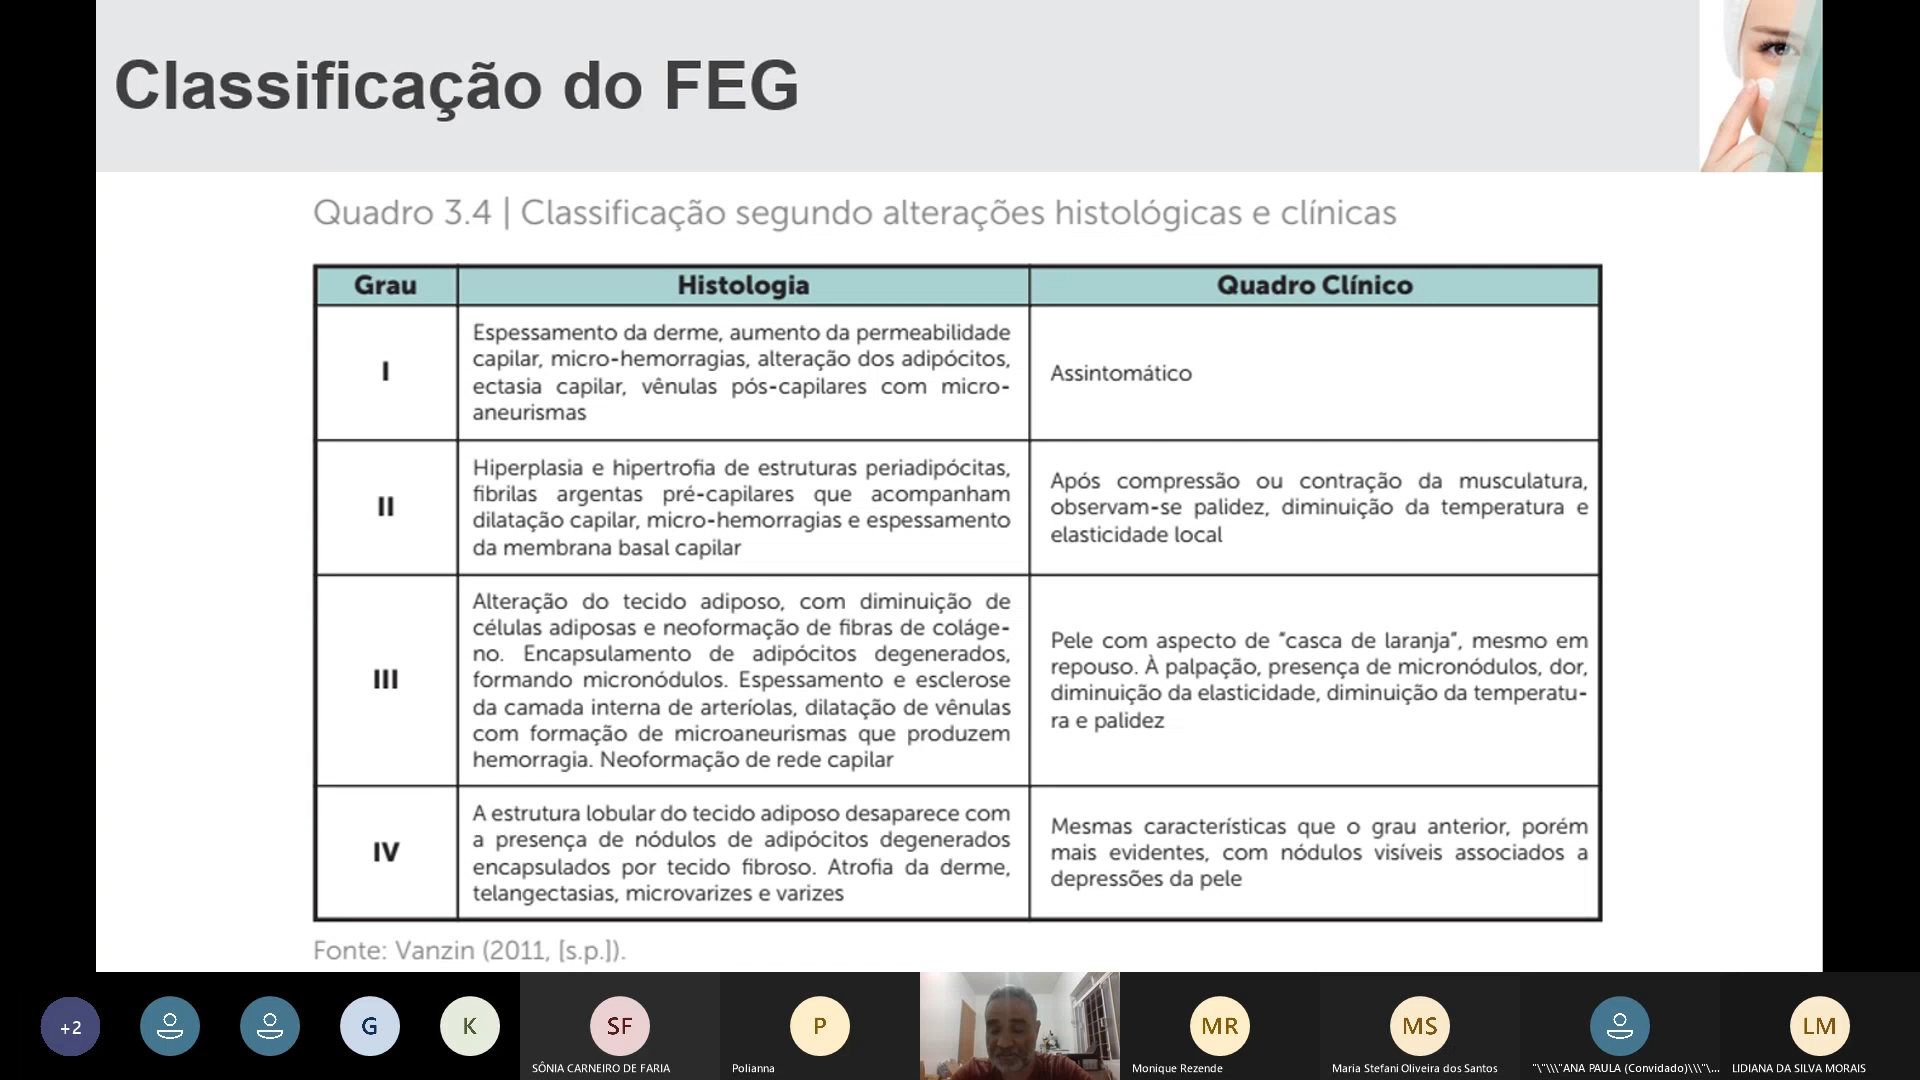 Classificação do FEG
Quadro 3.4 | Classificação segundo alterações histológicas e clínicas
Grau
Histologia
Quadro Clínico
I
Espessamento da derme, aumento da permeabilidade
capilar, micro-hemorragias, alteração dos adipócitos,
ectasia capilar, vênulas pós-capilares com micro-
aneurismas
Assintomático
II
Hiperplasia e hipertrofia de estruturas periadipócitas,
fibrilas argentas pré-capilares que acompanham
dilatação capilar, micro-hemorragias e espessamento
da membrana basal capilar
Após compressão ou contração da musculatura,
observam-se palidez, diminuição da temperatura e
elasticidade local
III
Alteração do tecido adiposo, com diminuição de
células adiposas e neoformação de fibras de coláge-
no. Encapsulamento de adipócitos degenerados,
formando micronódulos. Espessamento e esclerose
da camada interna de arteríolas, dilatação de vênulas
com formação de microaneurismas que produzem
hemorragia. Neoformação de rede capilar
Pele com aspecto de “casca de laranja”, mesmo em
repouso. À palpação, presença de micronódulos, dor,
diminuição da elasticidade, diminuição da temperatu-
ra e palidez
IV
A estrutura lobular do tecido adiposo desaparece com
a presença de nódulos de adipócitos degenerados
encapsulados por tecido fibroso. Atrofia da derme,
telangectasias, microvarizes e varizes
Mesmas características que o grau anterior, porém
mais evidentes, com nódulos visíveis associados a
depressões da pele
Fonte: Vanzin (2011, [s.p.]).
+2
G
K
SF
P
MR
MS
LM
SÔNIA CARNEIRO DE FARIA
Polianna
Monique Rezende
Maria Stefani Oliveira dos Santos
"\"\\\"ANA PAULA (Convidado)\\\"\...
LIDIANA DA SILVA MORAIS